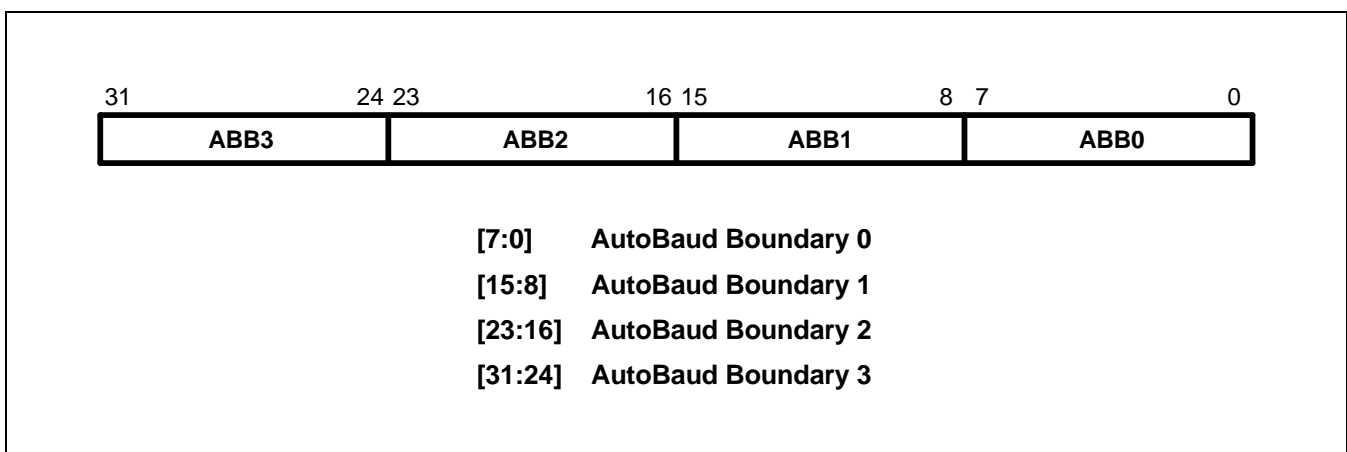 31 24 23 16 15 8 7 0
ABB3 ABB2 ABB1 ABB0
[7:0] AutoBaud Boundary 0
[15:8] AutoBaud Boundary 1
[23:16] AutoBaud Boundary 2
[31:24] AutoBaud Boundary 3